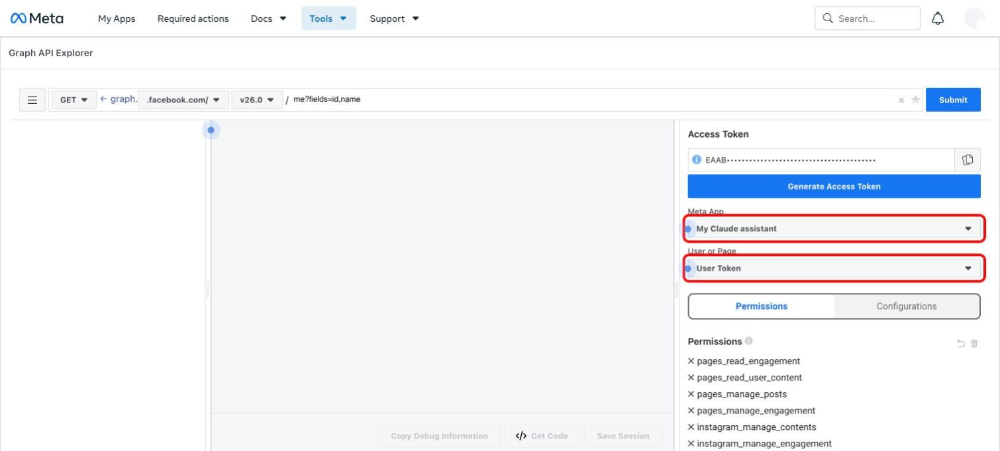 Meta My Apps Required actions Docs Tools Support Search...
Graph API Explorer
GET graph. .facebook.com/ v26.0 / me?fields=id,name Submit
Access Token
EAAB••••••••••••••••••••••••••••••••••••••••
Generate Access Token
Meta App
My Claude assistant
User or Page
User Token
Permissions Configurations
Permissions
pages_read_engagement
pages_read_user_content
pages_manage_posts
pages_manage_engagement
instagram_manage_contents
instagram_manage_engagement
Copy Debug Information </> Get Code Save Session